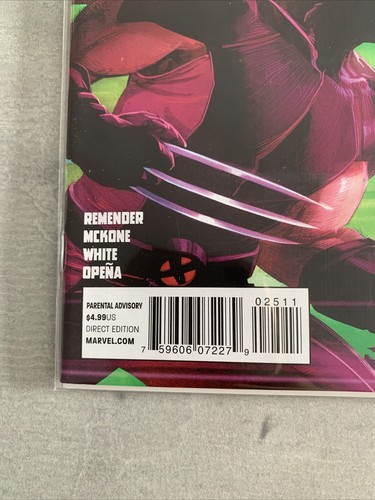 REMENDER
MCKONE
WHITE
OPEÑA
PARENTAL ADVISORY
$4.99US
DIRECT EDITION
MARVEL.COM
02511
7 59606 07227 9